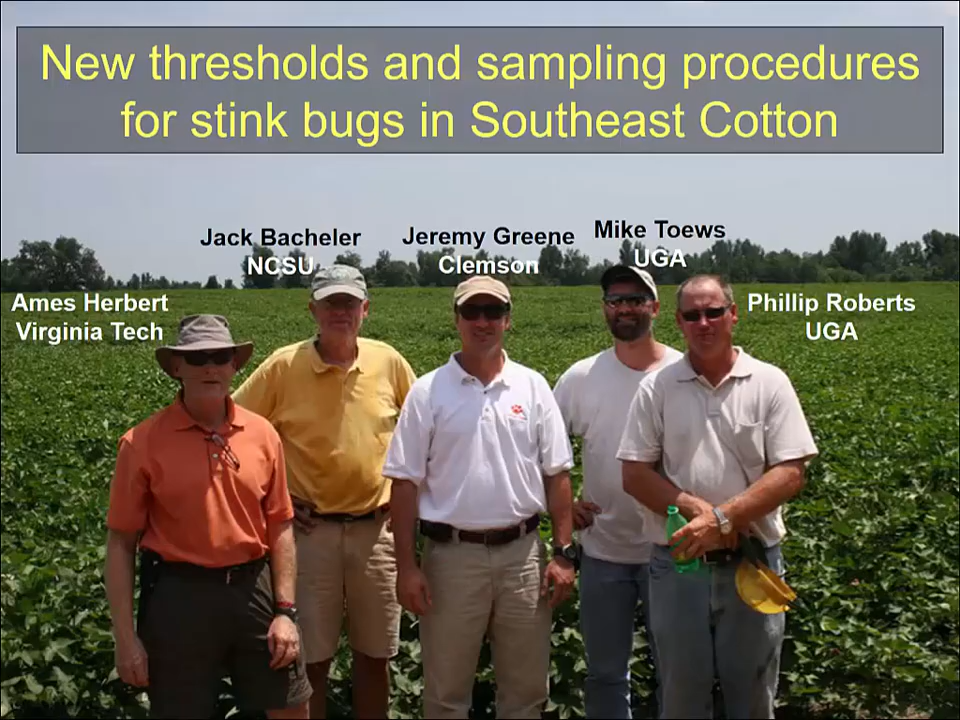 New thresholds and sampling procedures
for stink bugs in Southeast Cotton
Jack Bacheler
NCSU
Jeremy Greene
Clemson
Mike Toews
UGA
Ames Herbert
Virginia Tech
Phillip Roberts
UGA